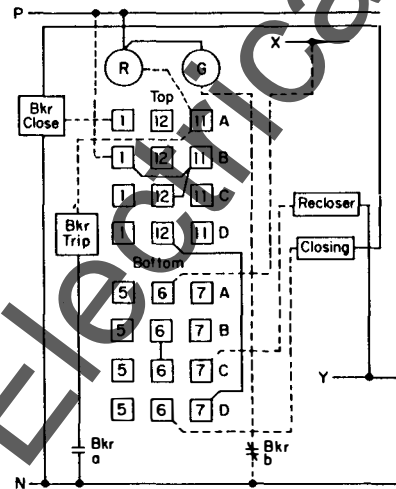 P
X
R G
Top
Bkr Close
1 12 11 A
1 12 11 B
1 12 11 C
Bkr Trip
1 12 11 D
Recloser
Closing
Bottom
5 6 7 A
5 6 7 B
5 6 7 C
Y
5 6 7 D
Bkr a
Bkr b
N
Electrica